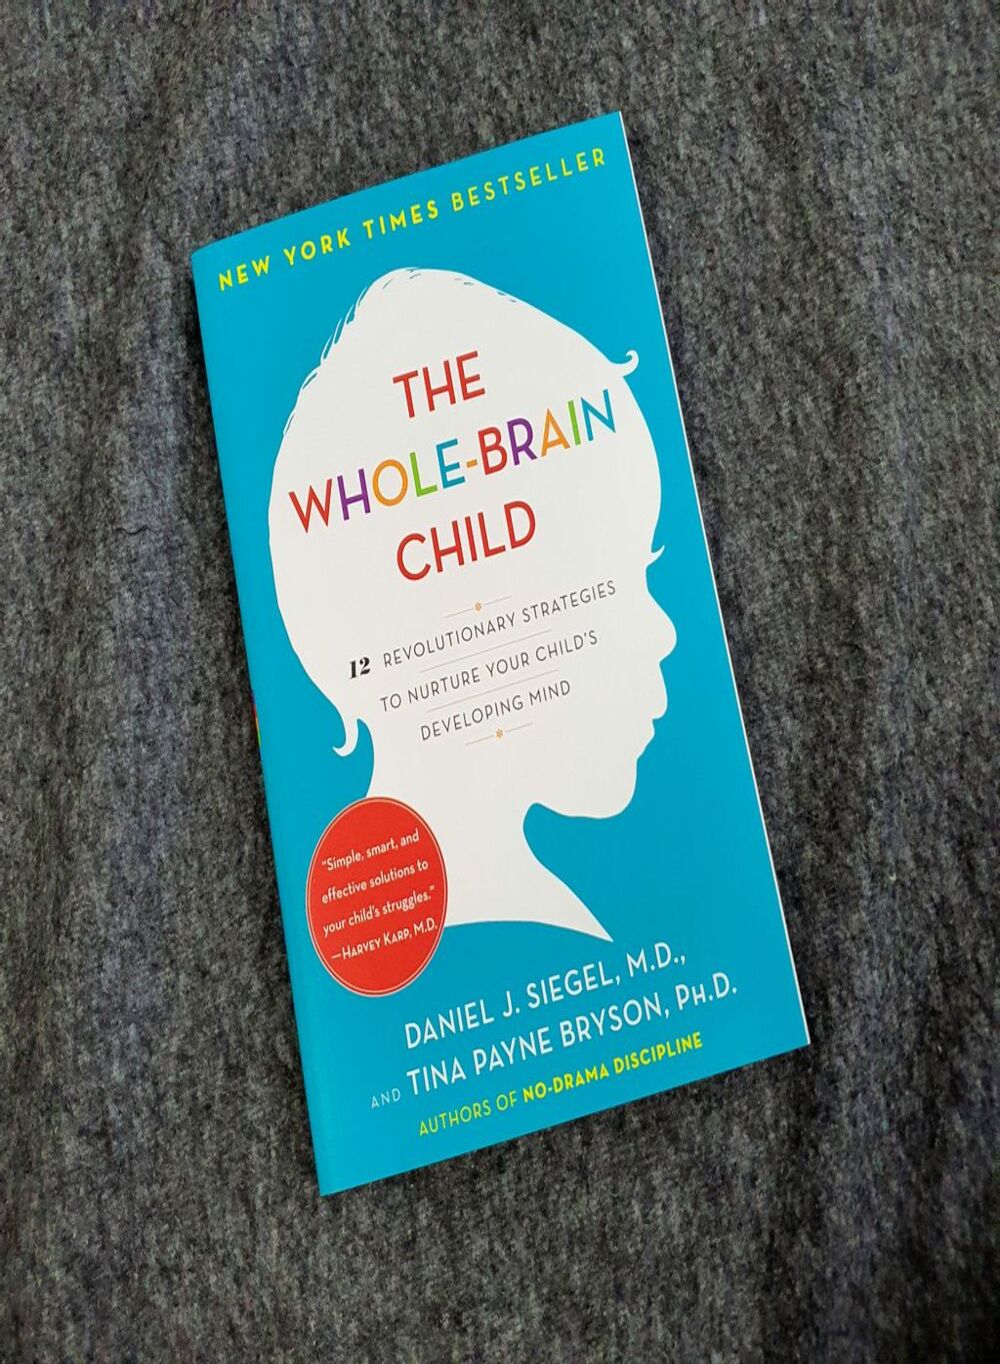 NEW YORK TIMES BESTSELLER
THE
WHOLE-BRAIN
CHILD
12 REVOLUTIONARY STRATEGIES
TO NURTURE YOUR CHILD'S
DEVELOPING MIND
"Simple, smart, and
effective solutions to
your child's struggles."
—HARVEY KARP, M.D.
DANIEL J. SIEGEL, M.D.,
AND TINA PAYNE BRYSON, PH.D.
AUTHORS OF NO-DRAMA DISCIPLINE